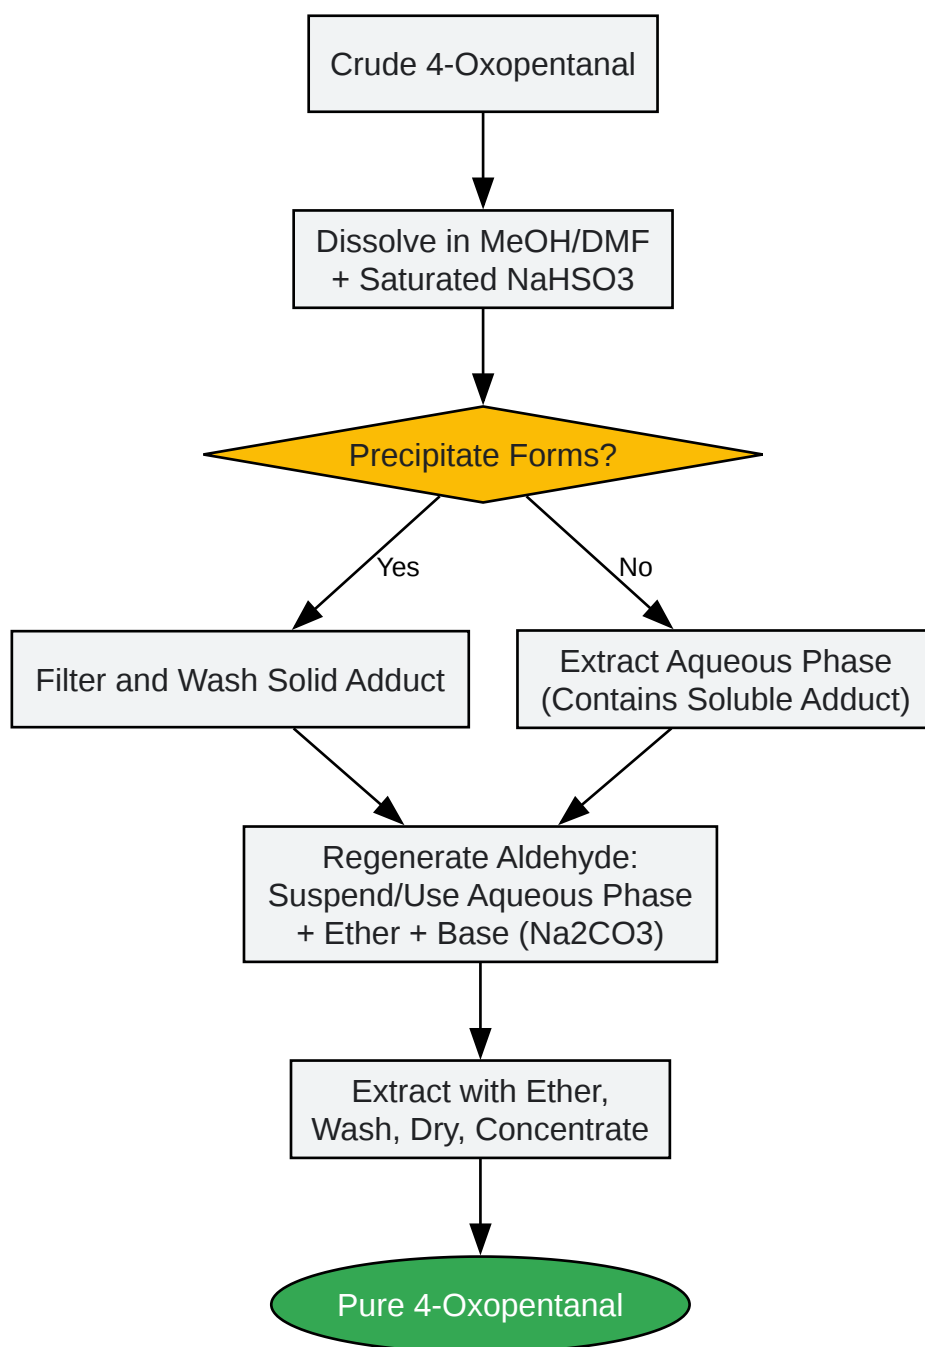 Crude 4-Oxopentanal
Dissolve in MeOH/DMF
+ Saturated NaHSO3
Precipitate Forms?
Yes
No
Filter and Wash Solid Adduct
Extract Aqueous Phase
(Contains Soluble Adduct)
Regenerate Aldehyde:
Suspend/Use Aqueous Phase
+ Ether + Base (Na2CO3)
Extract with Ether,
Wash, Dry, Concentrate
Pure 4-Oxopentanal